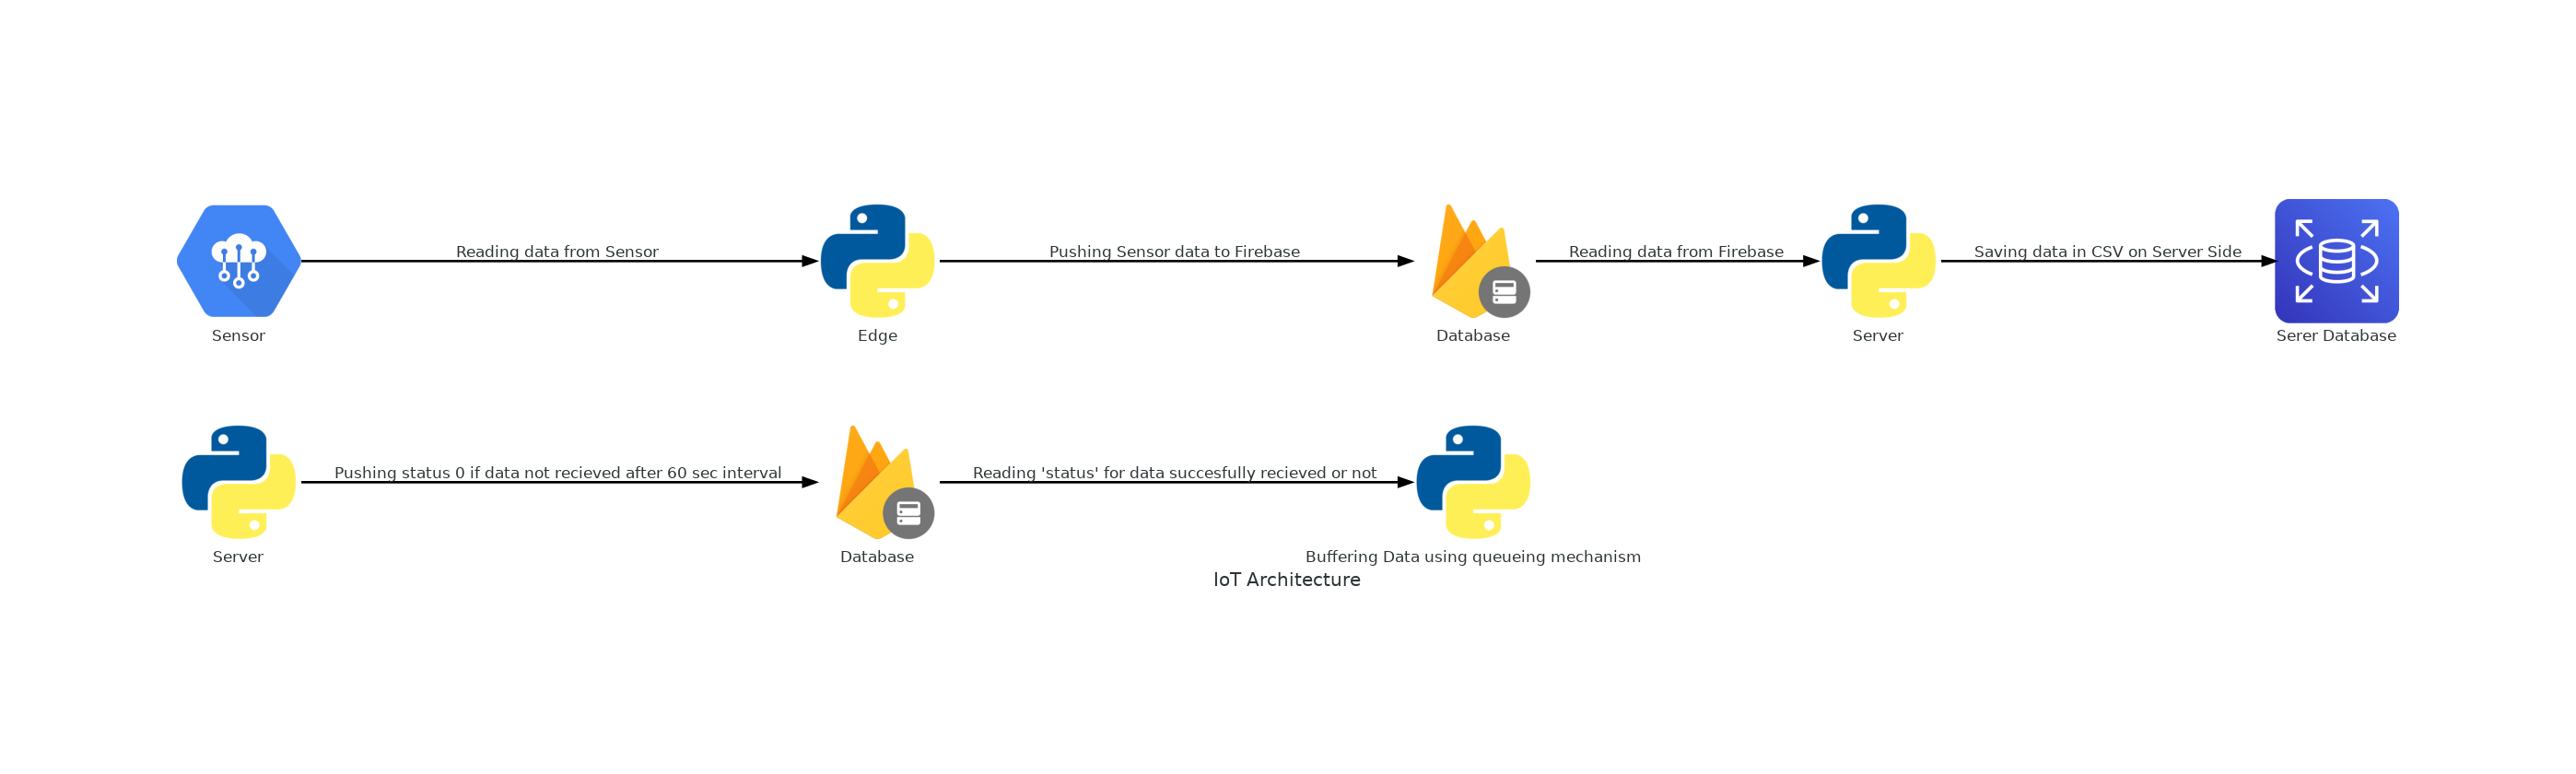 Reading data from Sensor
Pushing Sensor data to Firebase
Reading data from Firebase
Saving data in CSV on Server Side
Sensor
Edge
Database
Server
Serer Database
Pushing status 0 if data not recieved after 60 sec interval
Reading 'status' for data succesfully recieved or not
Server
Database
Buffering Data using queueing mechanism
IoT Architecture